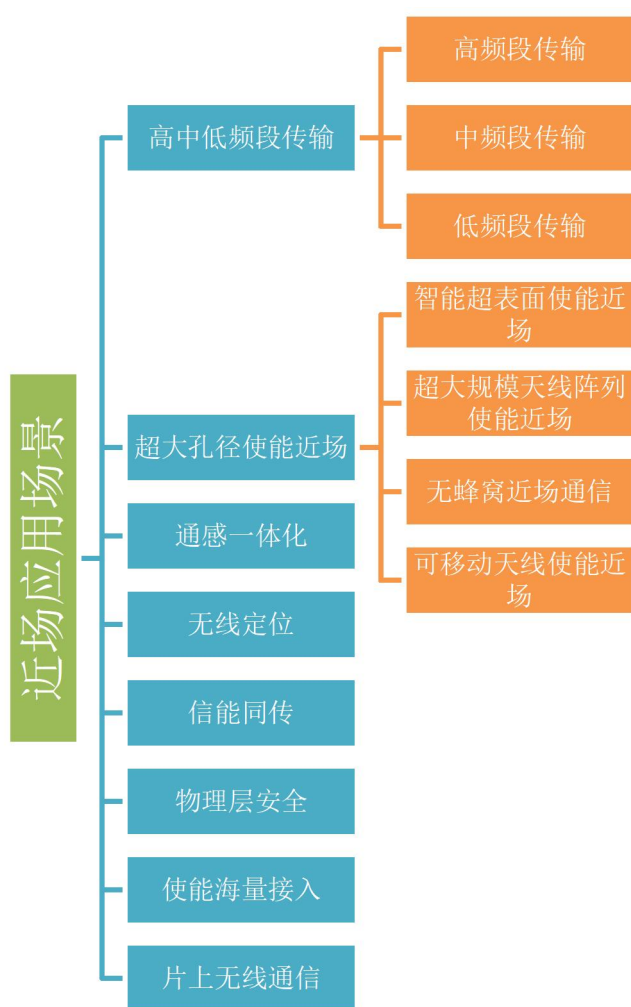 近场应用场景
高中低频段传输
高频段传输
中频段传输
低频段传输
超大孔径使能近场
智能超表面使能近
场
超大规模天线阵列
使能近场
无蜂窝近场通信
可移动天线使能近
场
通感一体化
无线定位
信能同传
物理层安全
使能海量接入
片上无线通信